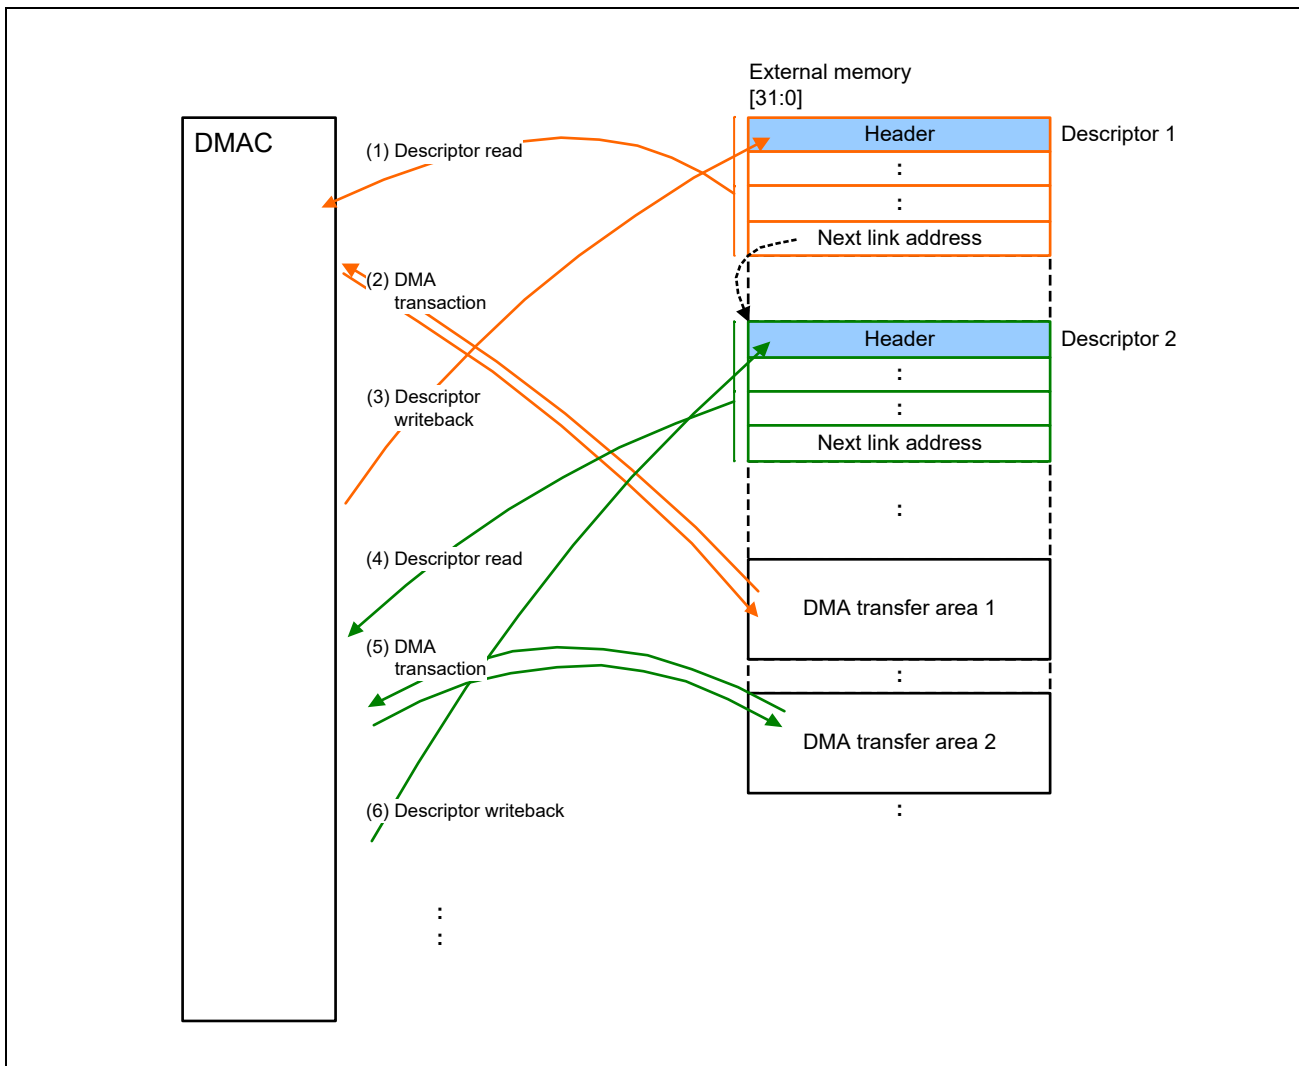 External memory
[31:0]
DMAC
Header
Descriptor 1
(1) Descriptor read
:
:
Next link address
(2) DMA
transaction
Header
Descriptor 2
:
(3) Descriptor
writeback
:
Next link address
:
(4) Descriptor read
DMA transfer area 1
(5) DMA
transaction
:
DMA transfer area 2
(6) Descriptor writeback
:
:
: